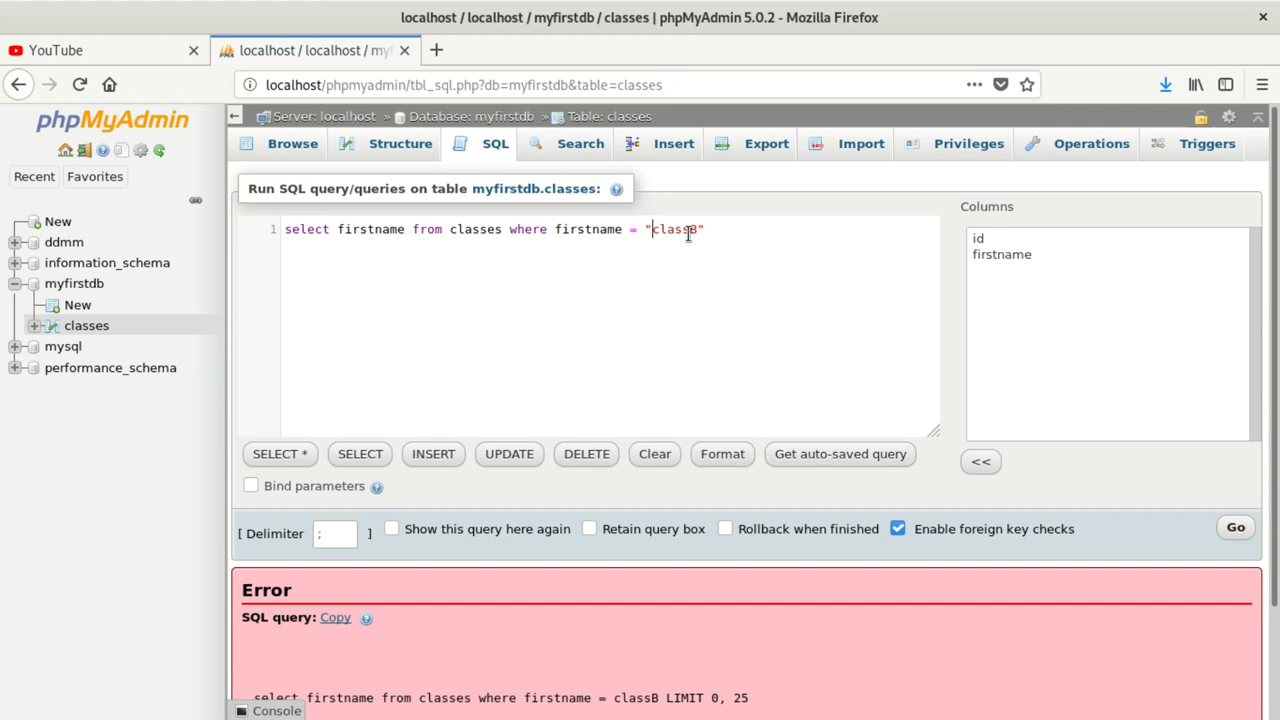 localhost / localhost / myfirstdb / classes | phpMyAdmin 5.0.2 - Mozilla Firefox
YouTube
localhost / localhost / my
localhost/phpmyadmin/tbl_sql.php?db=myfirstdb&table=classes
phpMyAdmin
Recent Favorites
New
ddmm
information_schema
myfirstdb
New
classes
mysql
performance_schema
Server: localhost » Database: myfirstdb » Table: classes
Browse Structure SQL Search Insert Export Import Privileges Operations Triggers
Run SQL query/queries on table myfirstdb.classes:
1 select firstname from classes where firstname = "classB"
Columns
id
firstname
SELECT * SELECT INSERT UPDATE DELETE Clear Format Get auto-saved query
<<
Bind parameters
[ Delimiter ; ] Show this query here again Retain query box Rollback when finished Enable foreign key checks Go
Error
SQL query: Copy
select firstname from classes where firstname = classB LIMIT 0, 25
Console